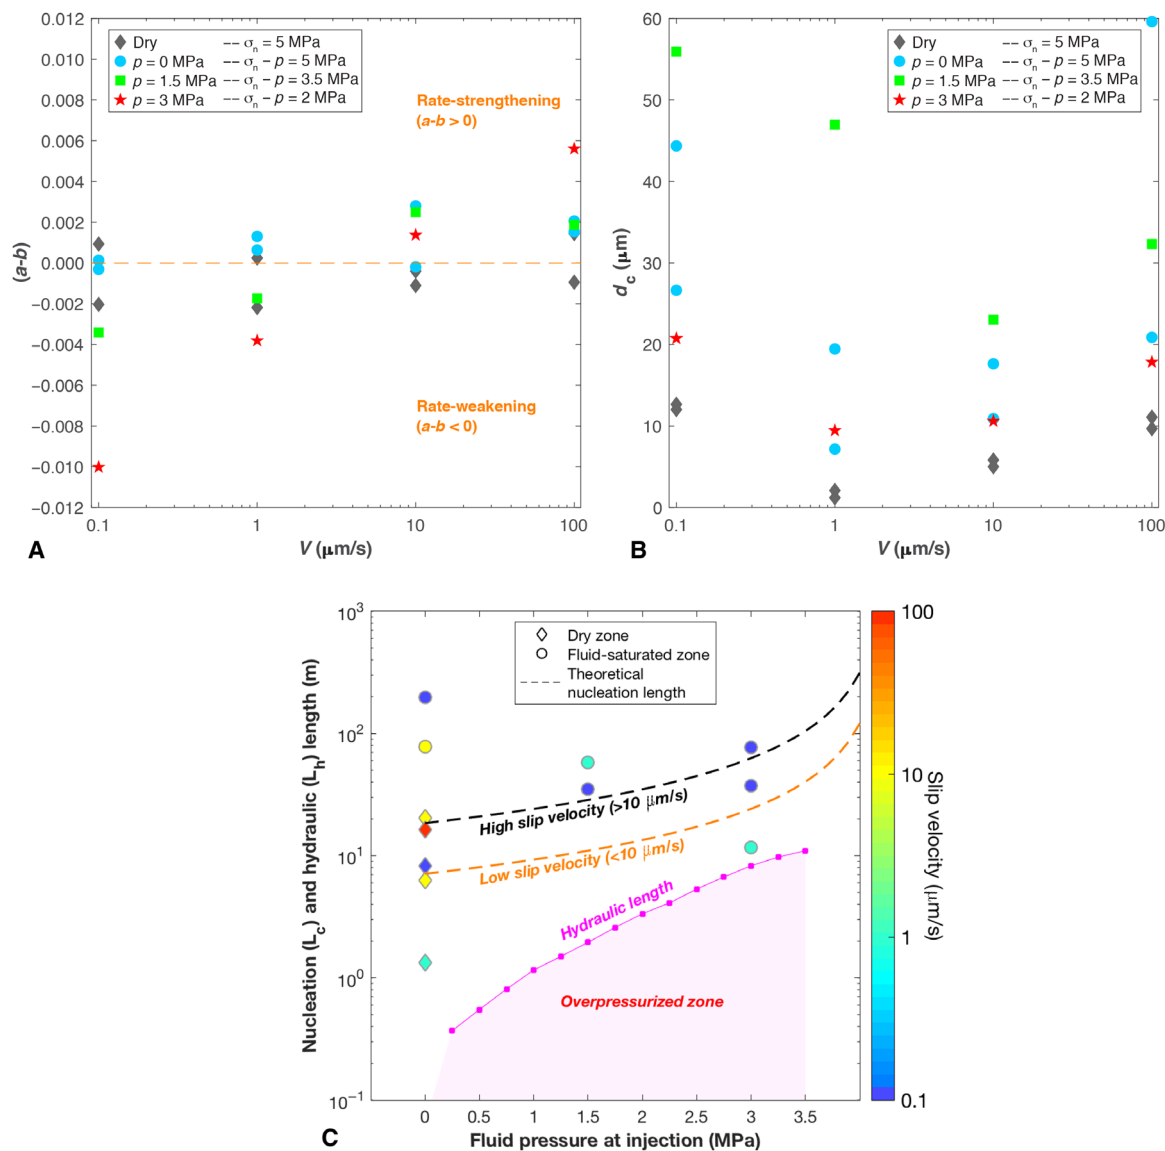 0.012
0.010
0.008
0.006
0.004
0.002
0.000
−0.002
−0.004
−0.006
−0.008
−0.010
−0.012
(a-b)
Dry −− σn = 5 MPa
p = 0 MPa −− σn − p = 5 MPa
p = 1.5 MPa −− σn − p = 3.5 MPa
p = 3 MPa −− σn − p = 2 MPa
Rate-strengthening
(a-b > 0)
Rate-weakening
(a-b < 0)
0.1 1 10 100
V (μm/s)
A
60
50
40
30
20
10
0
dc (μm)
Dry −− σn = 5 MPa
p = 0 MPa −− σn − p = 5 MPa
p = 1.5 MPa −− σn − p = 3.5 MPa
p = 3 MPa −− σn − p = 2 MPa
0.1 1 10 100
V (μm/s)
B
10³
10²
10¹
10⁰
10⁻¹
Nucleation (Lc) and hydraulic (Lh) length (m)
Dry zone
Fluid-saturated zone
Theoretical
nucleation length
High slip velocity (>10 μm/s)
Low slip velocity (<10 μm/s)
Hydraulic length
Overpressurized zone
0 0.5 1 1.5 2 2.5 3 3.5
Fluid pressure at injection (MPa)
C
100
10
1
0.1
Slip velocity (μm/s)